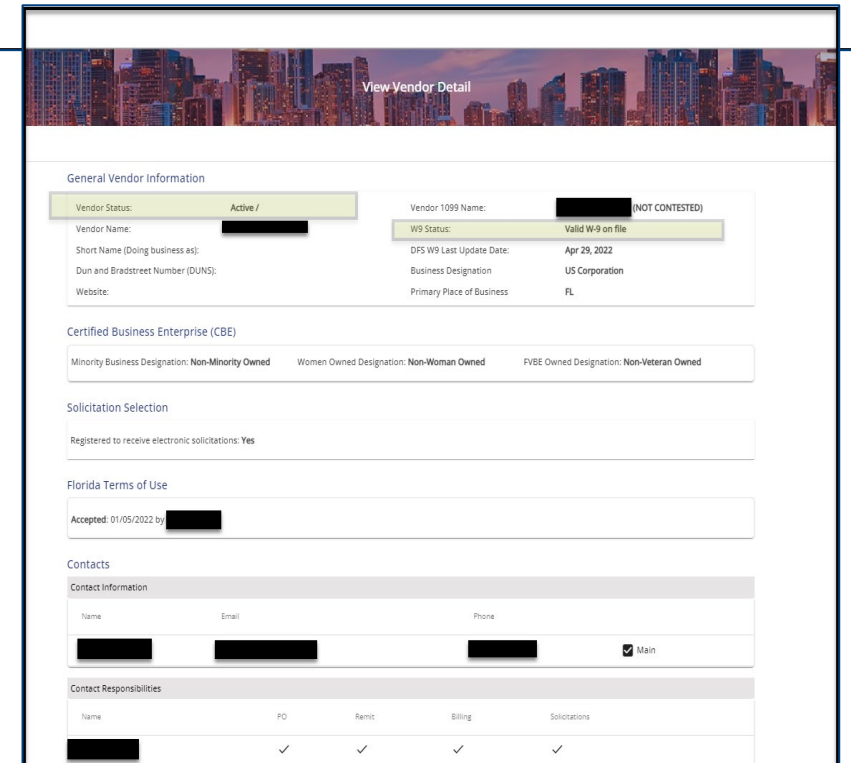 View Vendor Detail
General Vendor Information
Vendor Status: Active /
Vendor 1099 Name: (NOT CONTESTED)
Vendor Name:
W9 Status: Valid W-9 on file
Short Name (Doing business as):
DFS W9 Last Update Date: Apr 29, 2022
Dun and Bradstreet Number (DUNS):
Business Designation US Corporation
Website:
Primary Place of Business FL
Certified Business Enterprise (CBE)
Minority Business Designation: Non-Minority Owned Women Owned Designation: Non-Woman Owned FVBE Owned Designation: Non-Veteran Owned
Solicitation Selection
Registered to receive electronic solicitations: Yes
Florida Terms of Use
Accepted: 01/05/2022 by
Contacts
Contact Information
Name Email Phone
Main
Contact Responsibilities
Name PO Remit Billing Solicitations